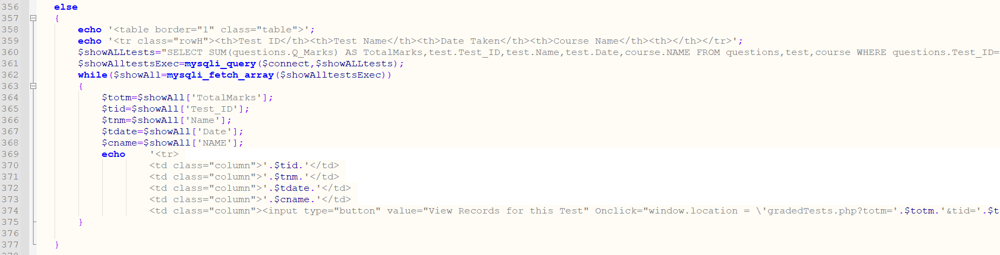 356 else
357 {
358 echo '<table border="1" class="table">';
359 echo '<tr class="rowH"><th>Test ID</th><th>Test Name</th><th>Date Taken</th><th>Course Name</th><th></th></tr>';
360 $showALLtests="SELECT SUM(questions.Q_Marks) AS TotalMarks,test.Test_ID,test.Name,test.Date,course.NAME FROM questions,test,course WHERE questions.Test_ID=
361 $showAlltestsExec=mysqli_query($connect,$showALLtests);
362 while($showAll=mysqli_fetch_array($showAlltestsExec))
363 {
364 $totm=$showAll['TotalMarks'];
365 $tid=$showAll['Test_ID'];
366 $tnm=$showAll['Name'];
367 $tdate=$showAll['Date'];
368 $cname=$showAll['NAME'];
369 echo '<tr>
370 <td class="column">'.$tid.'</td>
371 <td class="column">'.$tnm.'</td>
372 <td class="column">'.$tdate.'</td>
373 <td class="column">'.$cname.'</td>
374 <td class="column"><input type="button" value="View Records for this Test" Onclick="window.location = \'gradedTests.php?totm='.$totm.'&tid='.$t
375 }
376
377 }